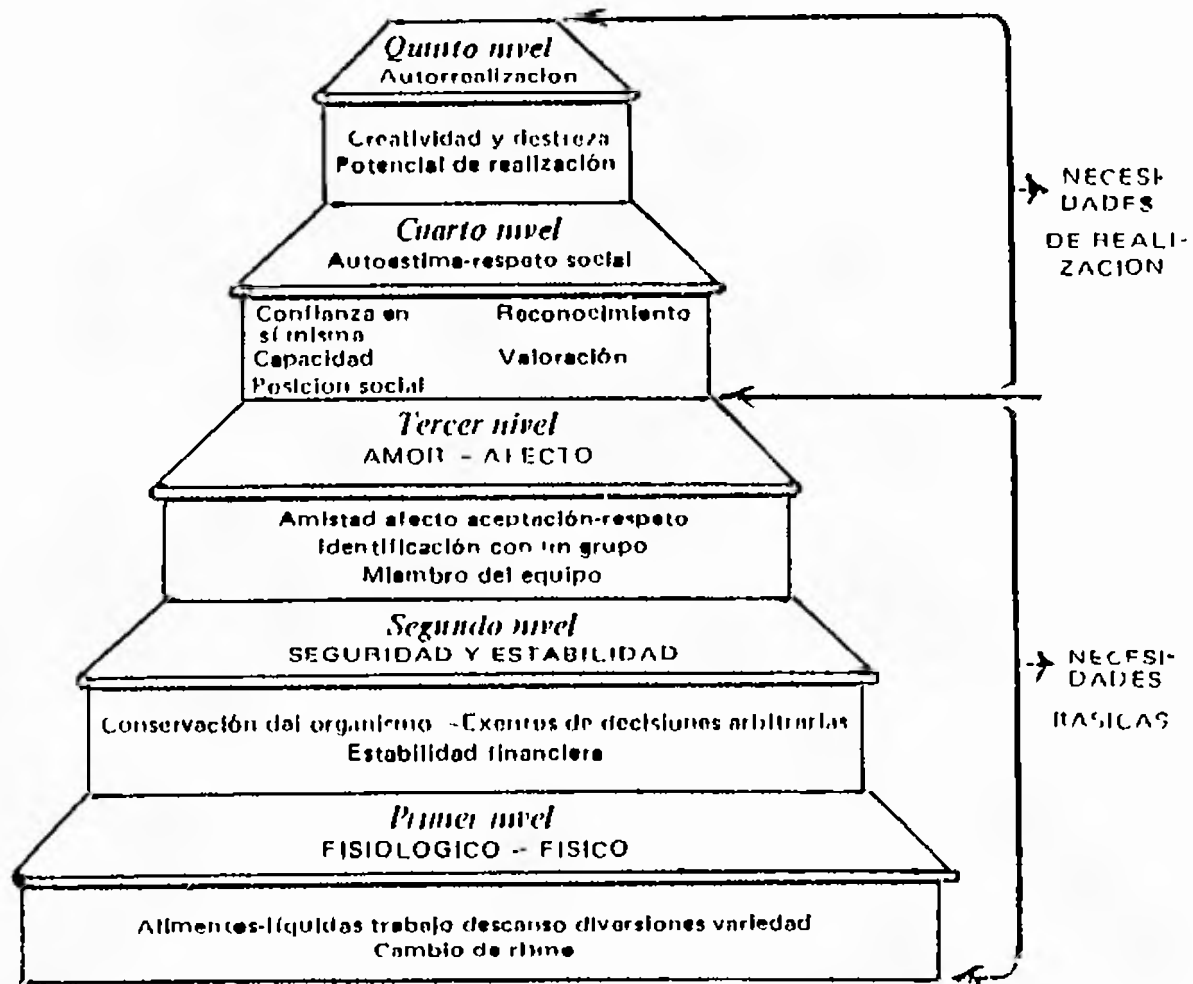 Quinto nivel
Autorrealizacion
Creatividad y destreza
Potencial de realización
Cuarto nivel
Autoestima-respeto social
Confianza en
sí misma
Capacidad
Posicion social
Reconocimiento
Valoración
NECESI-
DADES
DE REALI-
ZACION
Tercer nivel
AMOR - AFECTO
Amistad afecto aceptación-respeto
Identificación con un grupo
Miembro del equipo
Segundo nivel
SEGURIDAD Y ESTABILIDAD
Conservación del organismo -Exentos de decisiones arbitrarias
Estabilidad financiera
NECESI-
DADES
BASICAS
Primer nivel
FISIOLOGICO - FISICO
Alimentos-líquidas trabajo descanso diversiones variedad
Cambio de ritmo